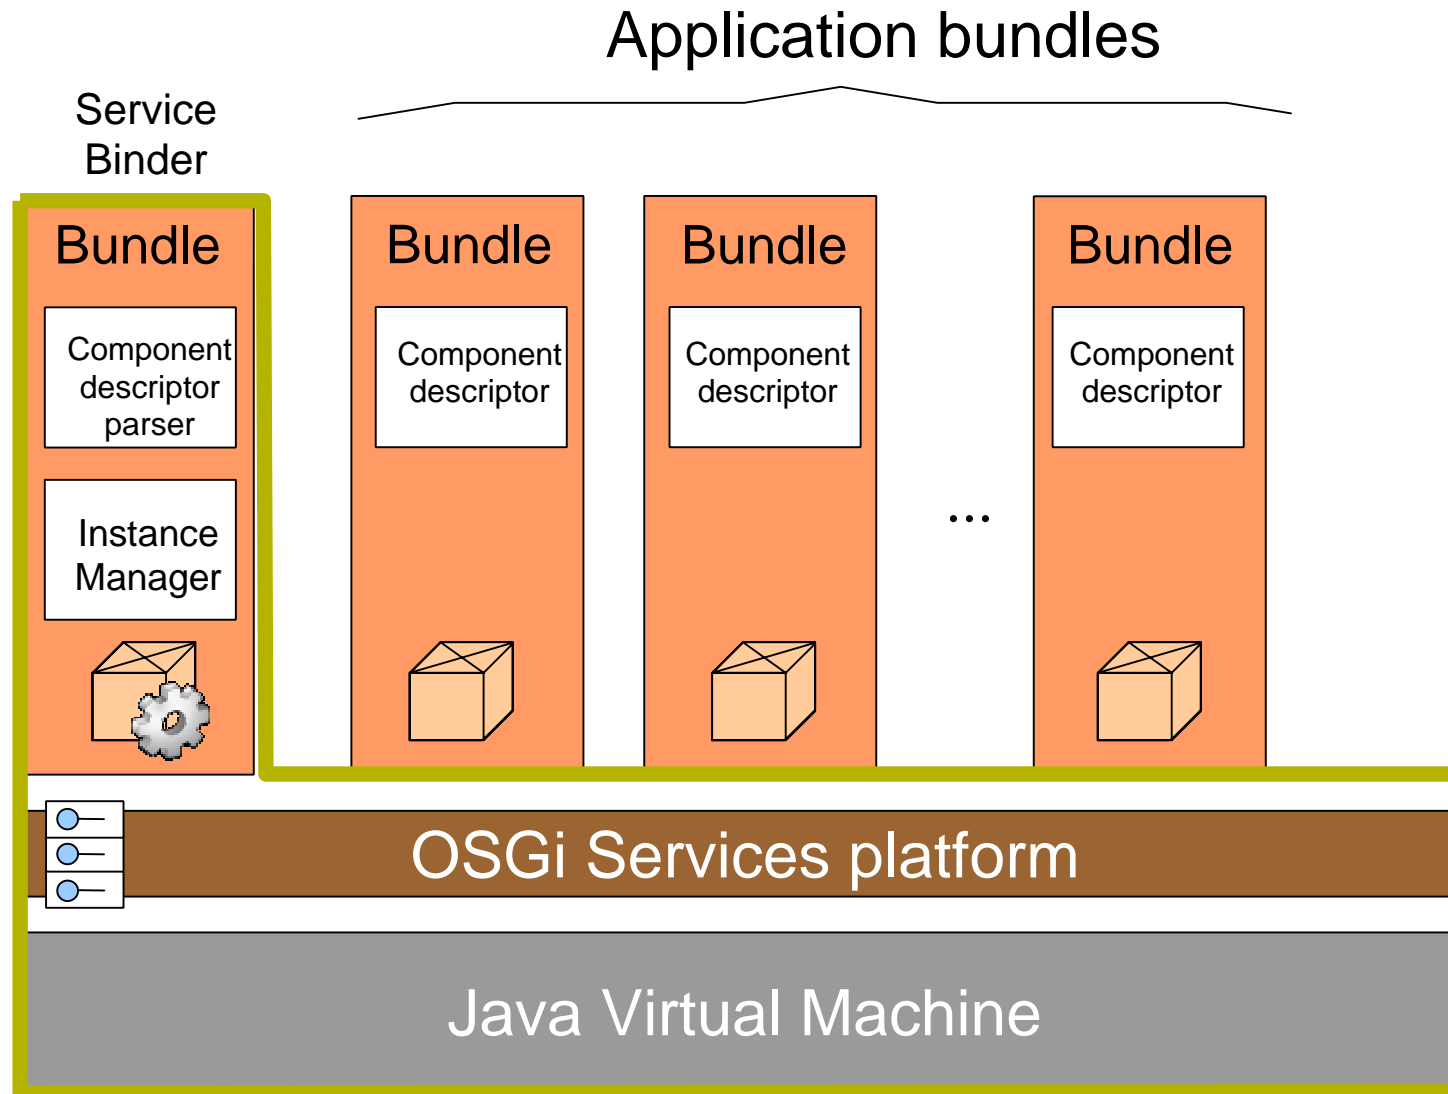 Application bundles
Service
Binder
Bundle
Component
descriptor
parser
Instance
Manager
Bundle
Component
descriptor
Bundle
Component
descriptor
...
Bundle
Component
descriptor
OSGi Services platform
Java Virtual Machine